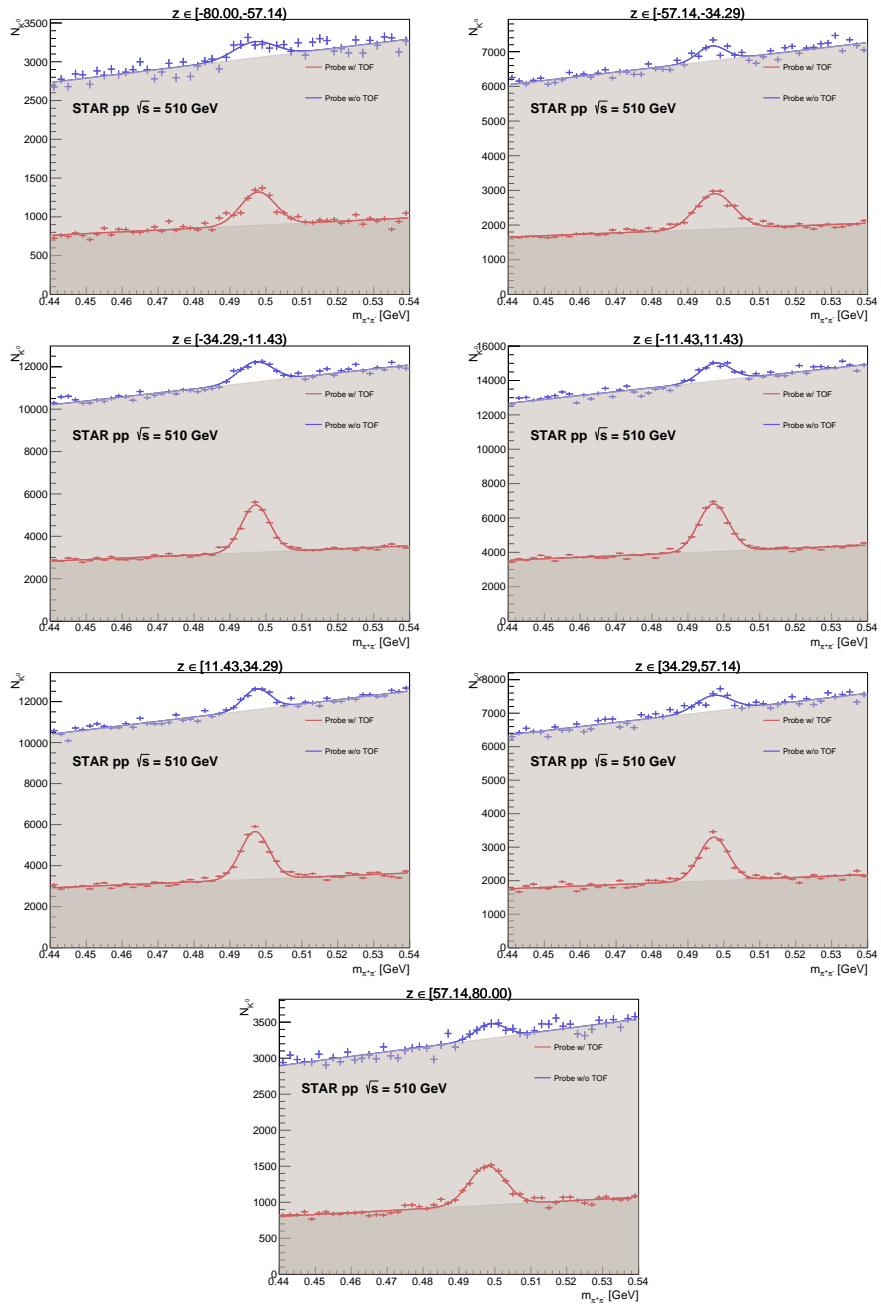 z ∈ [-80.00,-57.14)
N_K⁰
3500
3000
2500
2000
1500
1000
500
0
Probe w/ TOF
Probe w/o TOF
STAR pp √s = 510 GeV
0.44 0.45 0.46 0.47 0.48 0.49 0.5 0.51 0.52 0.53 0.54
m_π⁺π⁻ [GeV]
z ∈ [-57.14,-34.29)
N_K⁰
7000
6000
5000
4000
3000
2000
1000
0
Probe w/ TOF
Probe w/o TOF
STAR pp √s = 510 GeV
0.44 0.45 0.46 0.47 0.48 0.49 0.5 0.51 0.52 0.53 0.54
m_π⁺π⁻ [GeV]
z ∈ [-34.29,-11.43)
N_K⁰
12000
10000
8000
6000
4000
2000
0
Probe w/ TOF
Probe w/o TOF
STAR pp √s = 510 GeV
0.44 0.45 0.46 0.47 0.48 0.49 0.5 0.51 0.52 0.53 0.54
m_π⁺π⁻ [GeV]
z ∈ [-11.43,11.43)
N_K⁰
16000
14000
12000
10000
8000
6000
4000
2000
0
Probe w/ TOF
Probe w/o TOF
STAR pp √s = 510 GeV
0.44 0.45 0.46 0.47 0.48 0.49 0.5 0.51 0.52 0.53 0.54
m_π⁺π⁻ [GeV]
z ∈ [11.43,34.29)
N_K⁰
12000
10000
8000
6000
4000
2000
0
Probe w/ TOF
Probe w/o TOF
STAR pp √s = 510 GeV
0.44 0.45 0.46 0.47 0.48 0.49 0.5 0.51 0.52 0.53 0.54
m_π⁺π⁻ [GeV]
z ∈ [34.29,57.14)
N_K⁰
8000
7000
6000
5000
4000
3000
2000
1000
0
Probe w/ TOF
Probe w/o TOF
STAR pp √s = 510 GeV
0.44 0.45 0.46 0.47 0.48 0.49 0.5 0.51 0.52 0.53 0.54
m_π⁺π⁻ [GeV]
z ∈ [57.14,80.00)
N_K⁰
3500
3000
2500
2000
1500
1000
500
0
Probe w/ TOF
Probe w/o TOF
STAR pp √s = 510 GeV
0.44 0.45 0.46 0.47 0.48 0.49 0.5 0.51 0.52 0.53 0.54
m_π⁺π⁻ [GeV]